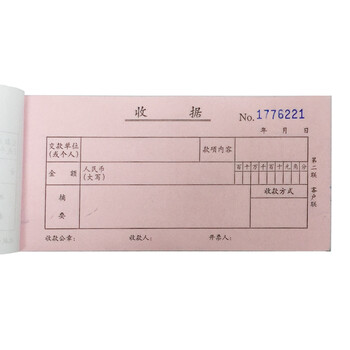 收 据
No. 1776221
年 月 日
交款单位
(或个人)
款项内容
金 额
人民币
(大写)
百 千 万 千 百 十 元 角 分
摘
要
收款方式
第二联 客户联
收款公章：
收款人：
开票人：